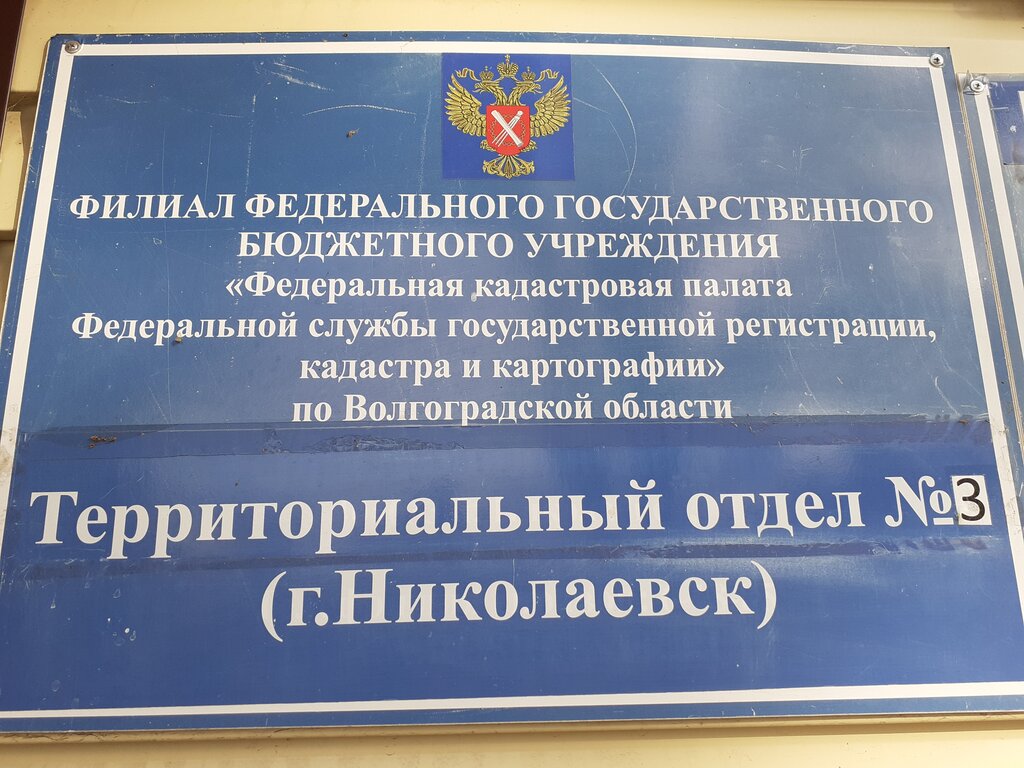 ФИЛИАЛ ФЕДЕРАЛЬНОГО ГОСУДАРСТВЕННОГО
БЮДЖЕТНОГО УЧРЕЖДЕНИЯ
«Федеральная кадастровая палата
Федеральной службы государственной регистрации,
кадастра и картографии»
по Волгоградской области
Территориальный отдел №3
(г.Николаевск)